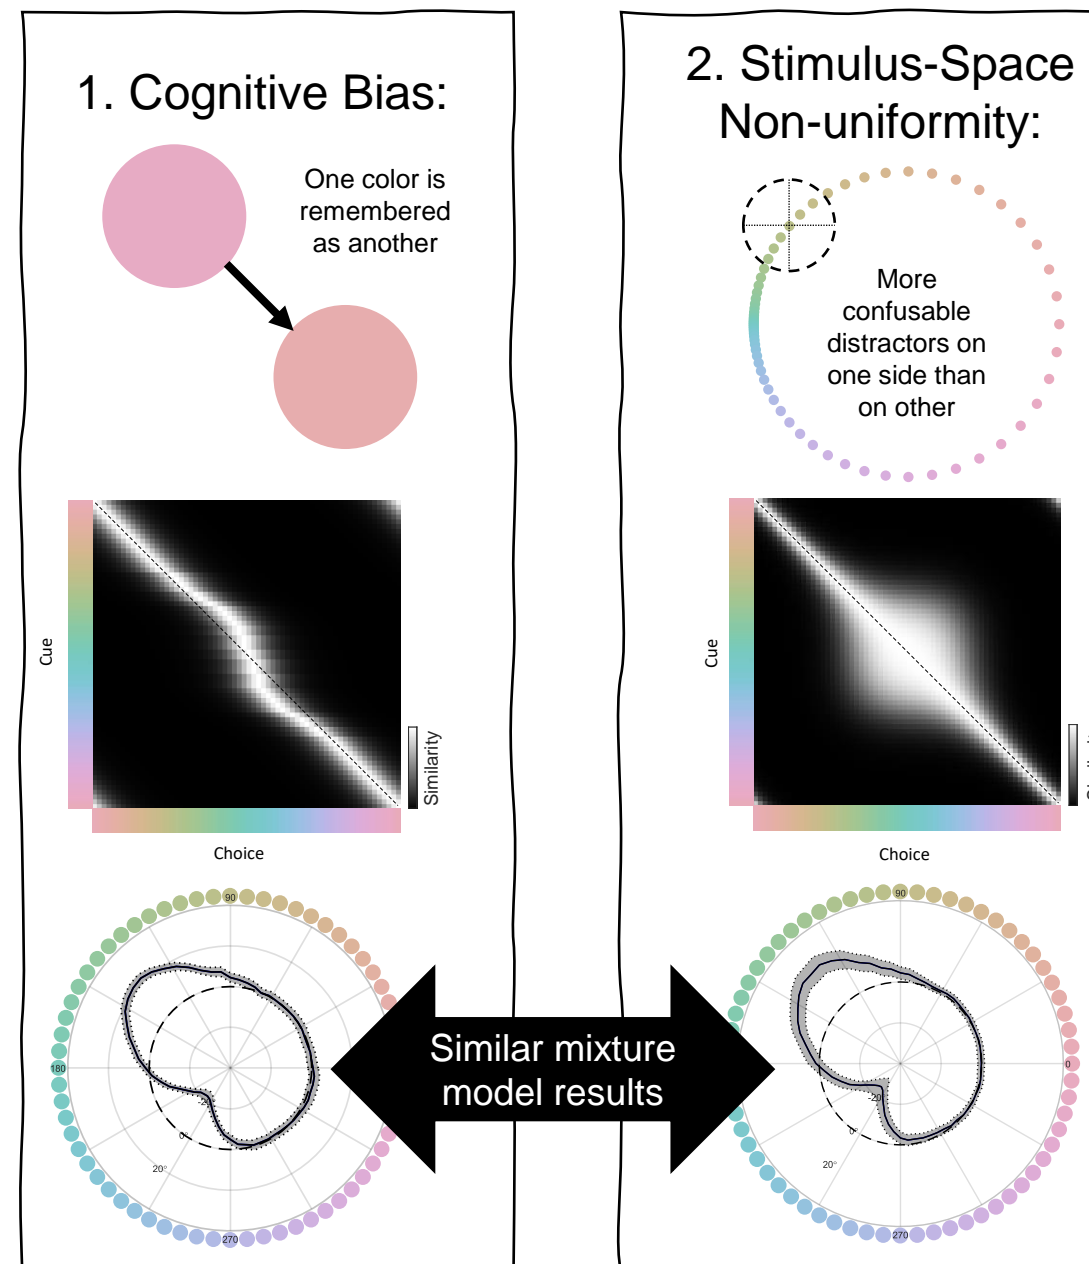 1. Cognitive Bias:
One color is
remembered
as another
Cue
Similarity
Choice
90
180
270
-20
0°
20°
2. Stimulus-Space
Non-uniformity:
More
confusable
distractors on
one side than
on other
Cue
Choice
90
0
270
-20
0°
20°
Similar mixture
model results